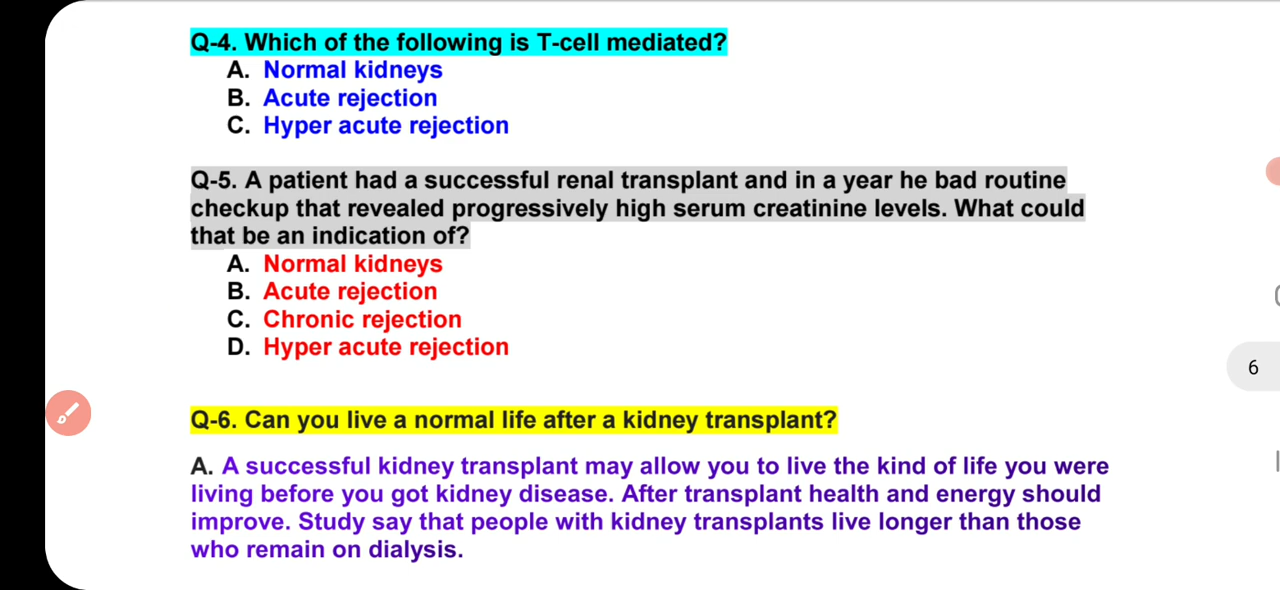 Q-4. Which of the following is T-cell mediated?
A. Normal kidneys
B. Acute rejection
C. Hyper acute rejection
Q-5. A patient had a successful renal transplant and in a year he bad routine
checkup that revealed progressively high serum creatinine levels. What could
that be an indication of?
A. Normal kidneys
B. Acute rejection
C. Chronic rejection
D. Hyper acute rejection
6
Q-6. Can you live a normal life after a kidney transplant?
A. A successful kidney transplant may allow you to live the kind of life you were
living before you got kidney disease. After transplant health and energy should
improve. Study say that people with kidney transplants live longer than those
who remain on dialysis.